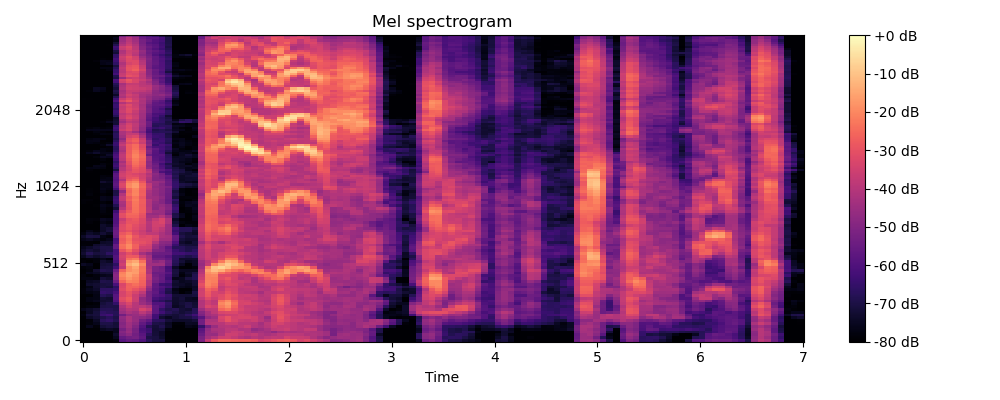 Mel spectrogram
+0 dB
-10 dB
-20 dB
-30 dB
-40 dB
-50 dB
-60 dB
-70 dB
-80 dB
Hz
2048
1024
512
0
0 1 2 3 4 5 6 7
Time